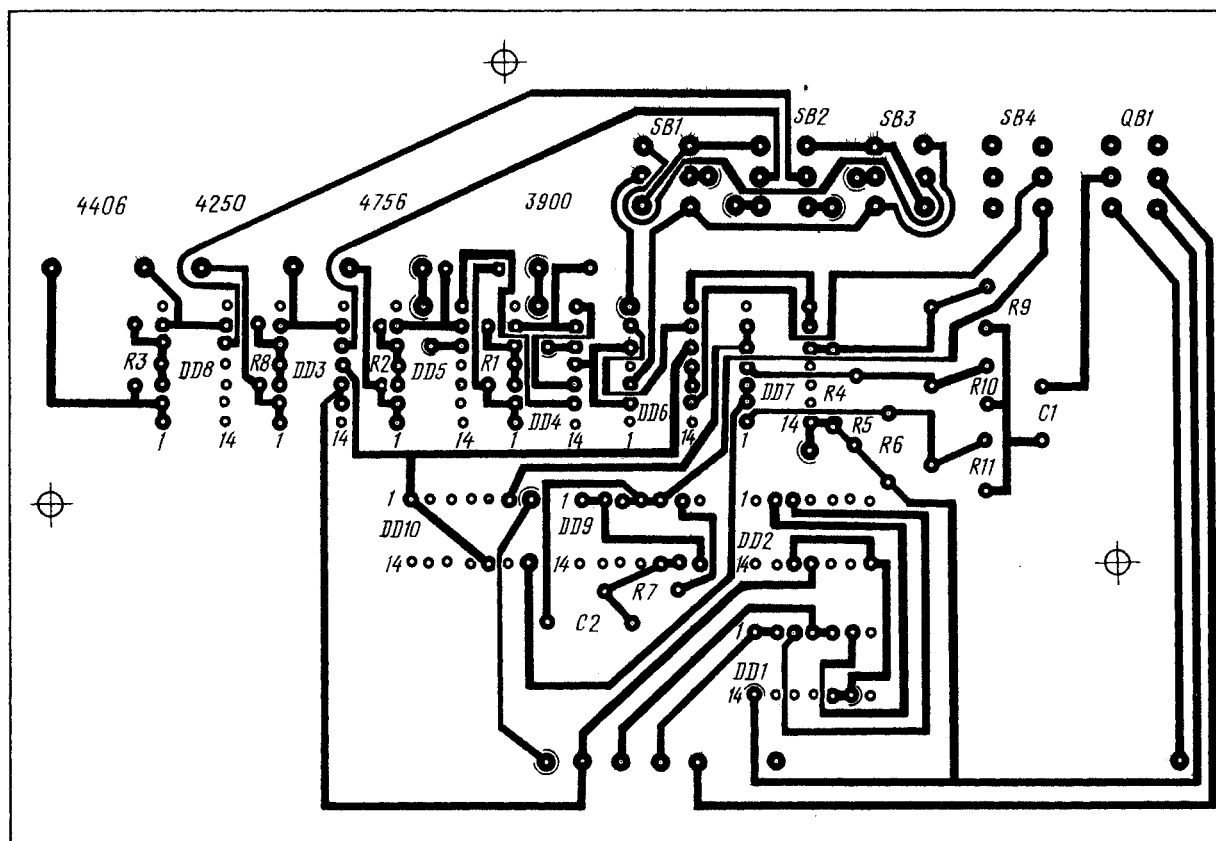 SB1 SB2 SB3 SB4 QB1
4406 4250 4756 3900
R9
R3 DD8 R8 DD3 R2 DD5 R1 DD4 DD6 DD7 R4 R10
C1
1 14 1 14 1 14 1 14 1 14 1 14 R5 R6 R11
1 1 1
DD10 DD9 DD2
14 14 14
R7
C2
1
DD1
14